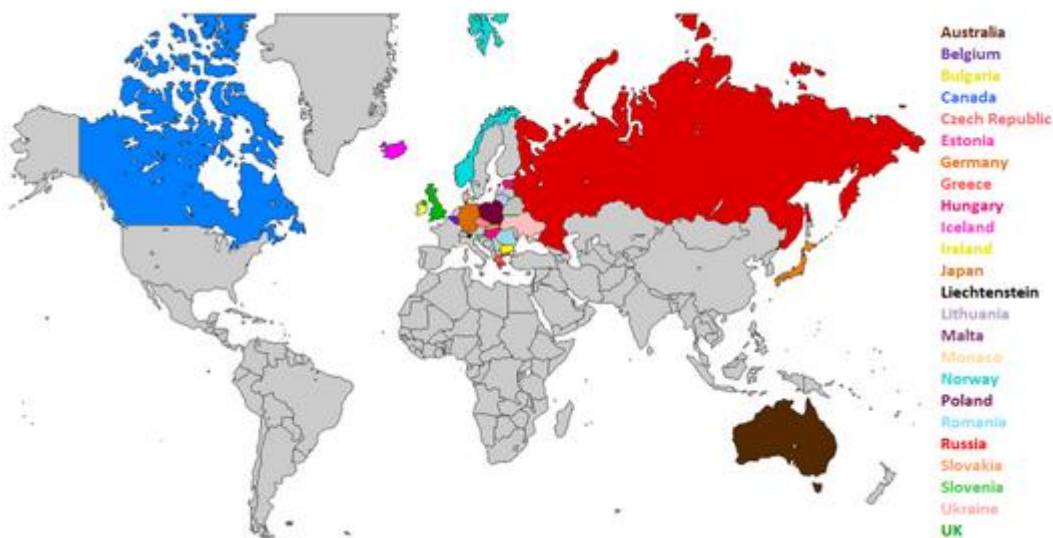 Australia
Belgium
Bulgaria
Canada
Czech Republic
Estonia
Germany
Greece
Hungary
Iceland
Ireland
Japan
Liechtenstein
Lithuania
Malta
Monaco
Norway
Poland
Romania
Russia
Slovakia
Slovenia
Ukraine
UK